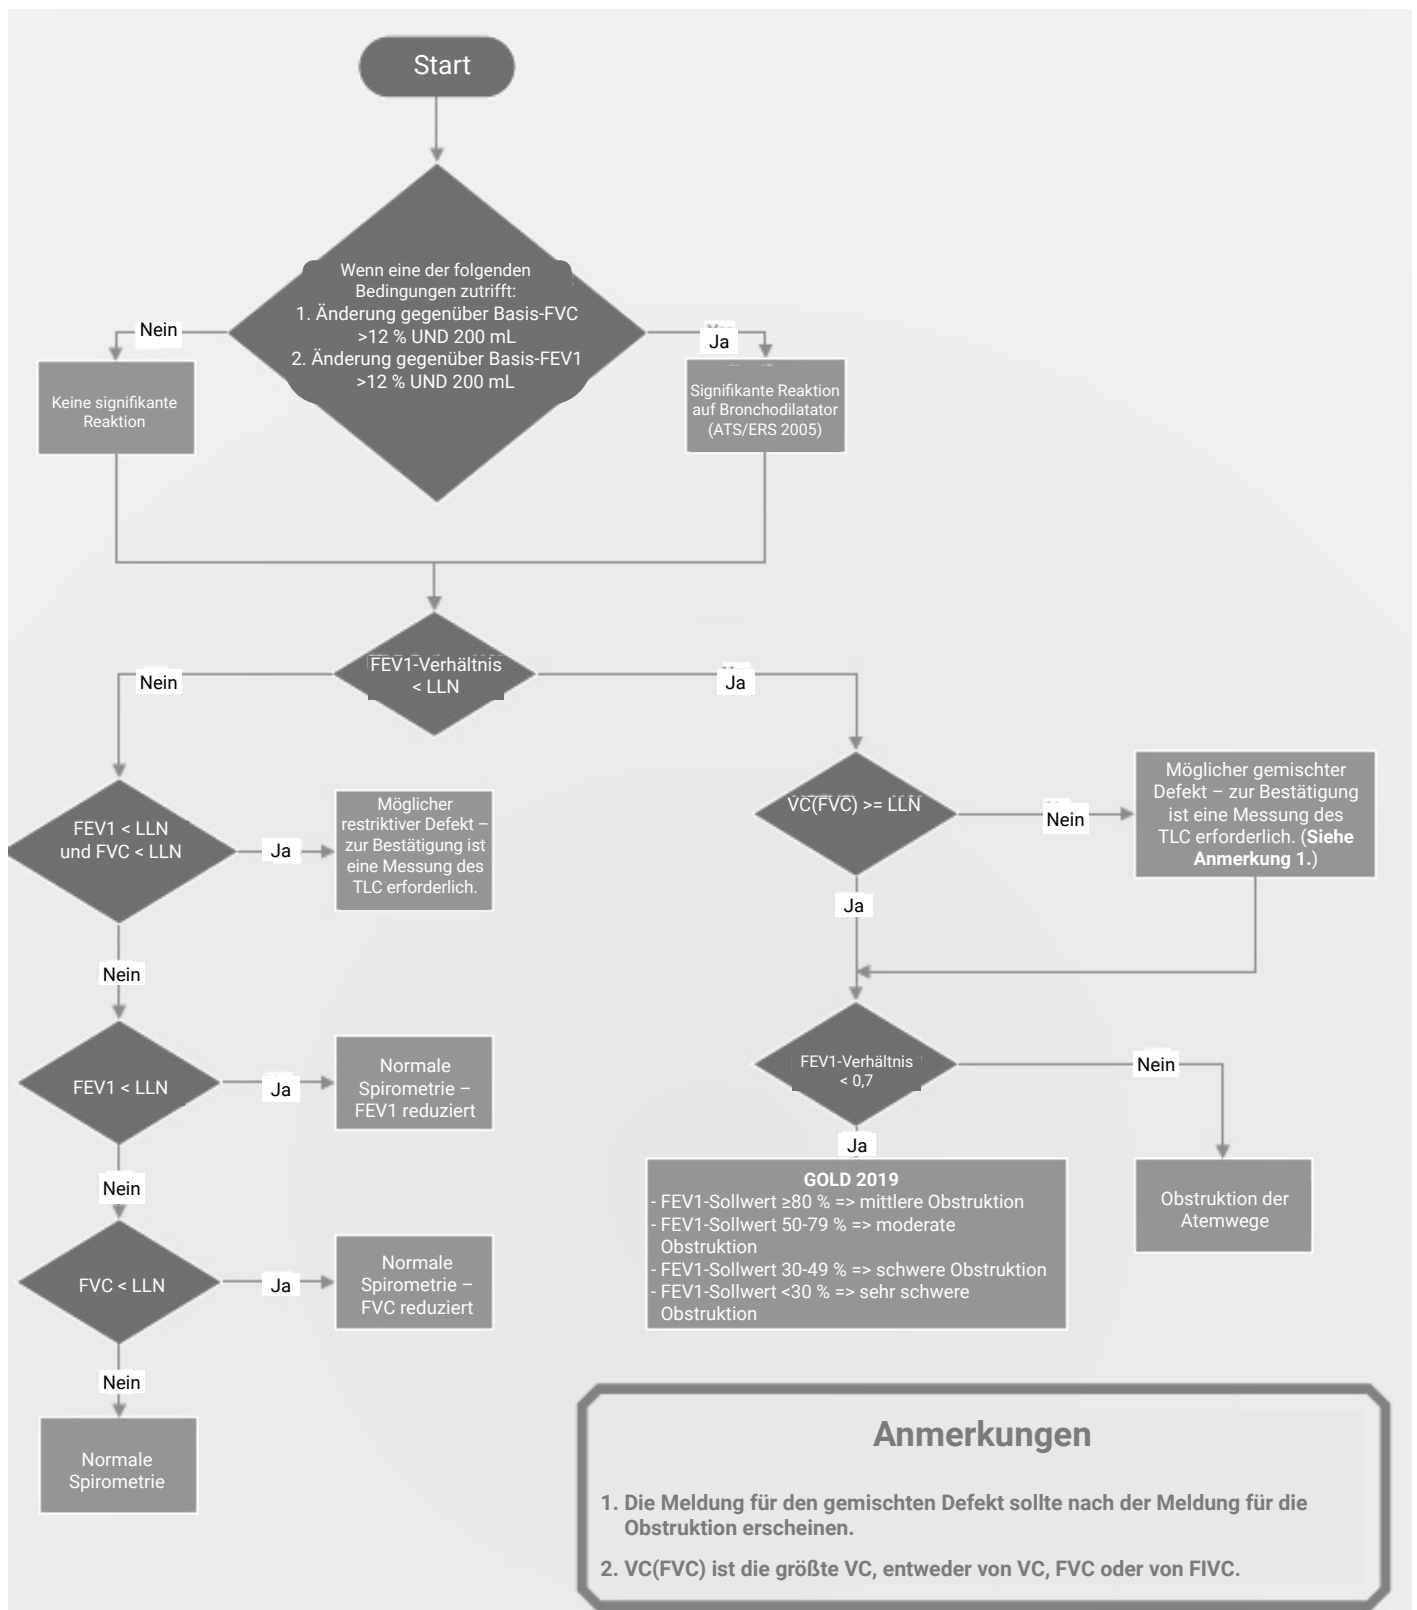 Start
Wenn eine der folgenden
Bedingungen zutrifft:
1. Änderung gegenüber Basis-FVC
>12 % UND 200 mL
2. Änderung gegenüber Basis-FEV1
>12 % UND 200 mL
Nein
Ja
Keine signifikante
Reaktion
Signifikante Reaktion
auf Bronchodilatator
(ATS/ERS 2005)
FEV1-Verhältnis
< LLN
Nein
Ja
FEV1 < LLN
und FVC < LLN
Ja
Möglicher
restriktiver Defekt –
zur Bestätigung ist
eine Messung des
TLC erforderlich.
VC(FVC) >= LLN
Nein
Möglicher gemischter
Defekt – zur Bestätigung
ist eine Messung des
TLC erforderlich. (Siehe
Anmerkung 1.)
Ja
Nein
FEV1 < LLN
Ja
Normale
Spirometrie –
FEV1 reduziert
FEV1-Verhältnis
< 0,7
Nein
Ja
Nein
GOLD 2019
- FEV1-Sollwert ≥80 % => mittlere Obstruktion
- FEV1-Sollwert 50-79 % => moderate
Obstruktion
- FEV1-Sollwert 30-49 % => schwere Obstruktion
- FEV1-Sollwert <30 % => sehr schwere
Obstruktion
Obstruktion der
Atemwege
FVC < LLN
Ja
Normale
Spirometrie –
FVC reduziert
Nein
Normale
Spirometrie
Anmerkungen
1. Die Meldung für den gemischten Defekt sollte nach der Meldung für die
Obstruktion erscheinen.
2. VC(FVC) ist die größte VC, entweder von VC, FVC oder von FIVC.